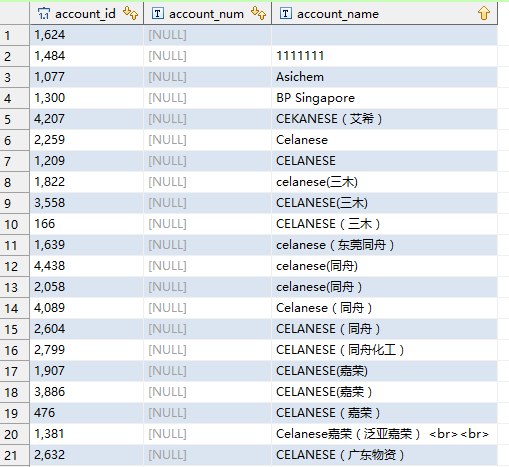 account_id account_num account_name
1 1,624 [NULL]
2 1,484 [NULL] 1111111
3 1,077 [NULL] Asichem
4 1,300 [NULL] BP Singapore
5 4,207 [NULL] CEKANESE（艾希）
6 2,259 [NULL] Celanese
7 1,209 [NULL] CELANESE
8 1,822 [NULL] celanese(三木)
9 3,558 [NULL] CELANESE(三木)
10 166 [NULL] CELANESE（三木）
11 1,639 [NULL] celanese（东莞同舟）
12 4,438 [NULL] celanese(同舟)
13 2,058 [NULL] celanese(同舟）
14 4,089 [NULL] Celanese（同舟）
15 2,604 [NULL] CELANESE（同舟）
16 2,799 [NULL] CELANESE（同舟化工）
17 1,907 [NULL] CELANESE(嘉荣)
18 3,886 [NULL] CELANESE(嘉荣）
19 476 [NULL] CELANESE（嘉荣）
20 1,381 [NULL] Celanese嘉荣（泛亚嘉荣） <br><br>
21 2,632 [NULL] CELANESE（广东物资）